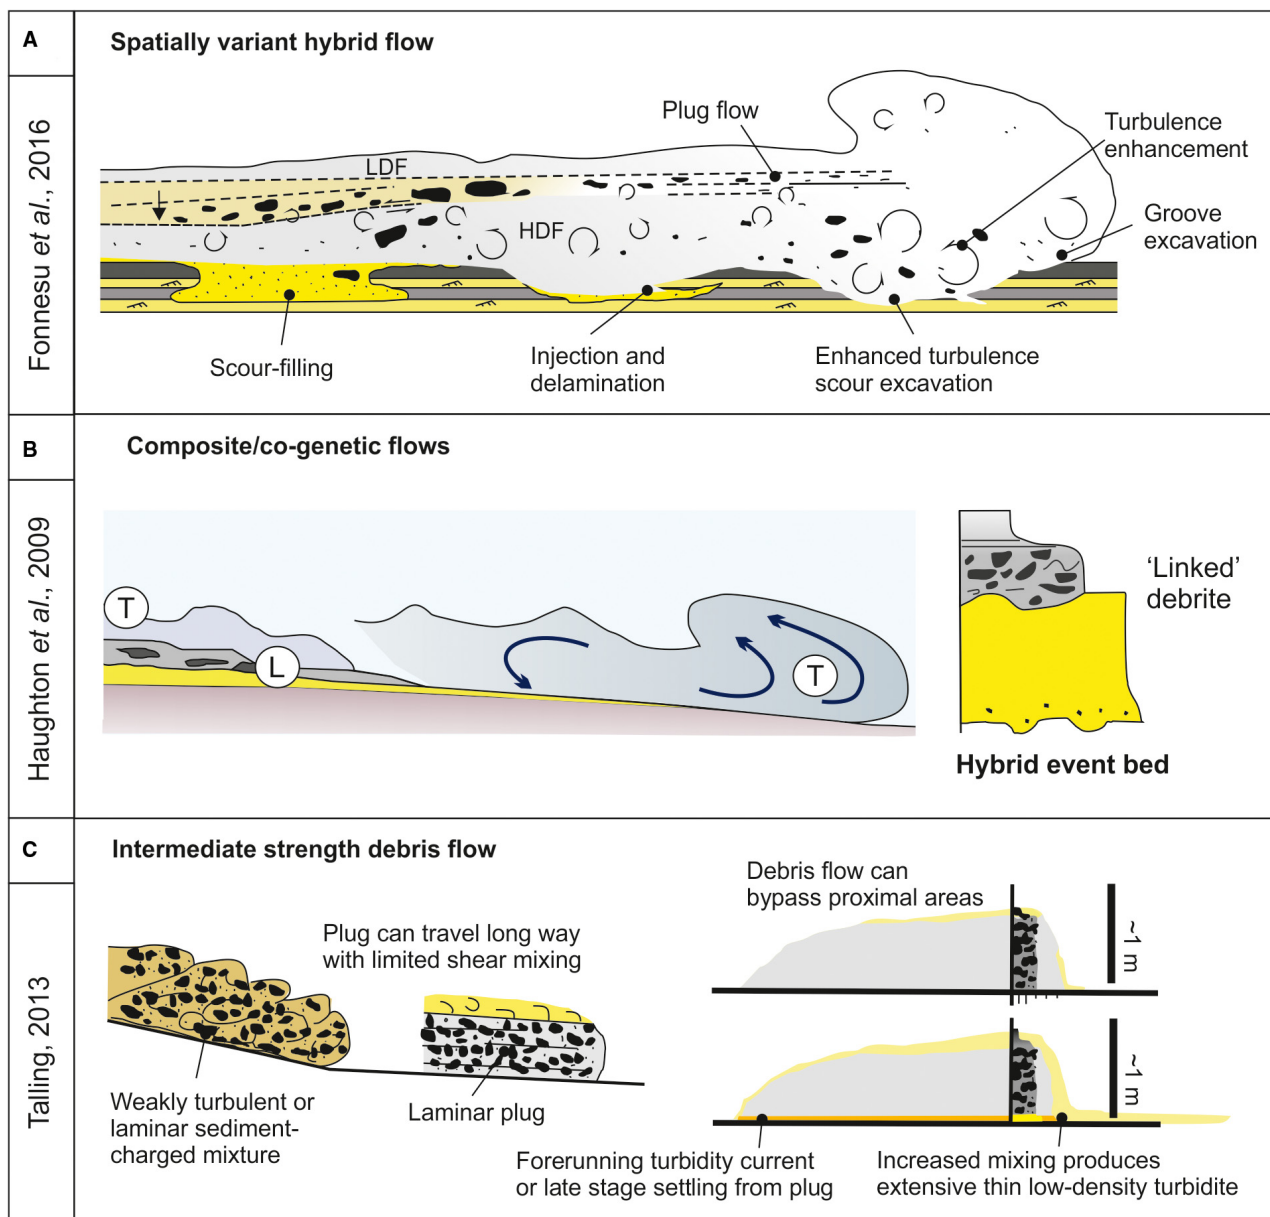 A
Fonnesu et al., 2016
Spatially variant hybrid flow
Plug flow
Turbulence
enhancement
LDF
HDF
Groove
excavation
Scour-filling
Injection and
delamination
Enhanced turbulence
scour excavation
B
Haughton et al., 2009
Composite/co-genetic flows
T
L
T
‘Linked’
debrite
Hybrid event bed
C
Talling, 2013
Intermediate strength debris flow
Debris flow can
bypass proximal areas
Plug can travel long way
with limited shear mixing
~1 m
~1 m
Weakly turbulent or
laminar sediment-
charged mixture
Laminar plug
Forerunning turbidity current
or late stage settling from plug
Increased mixing produces
extensive thin low-density turbidite